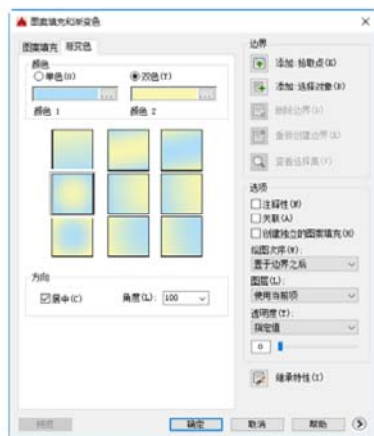 图案填充和渐变色
图案填充 渐变色
颜色
单色(O) 双色(T)
颜色 1 颜色 2
方向
居中(C) 角度(L): 100
边界
添加:拾取点(K)
添加:选择对象(B)
删除边界(D)
重新创建边界(R)
查看选择集(V)
选项
注释性(N)
关联(A)
创建独立的图案填充(H)
绘图次序(W):
置于边界之后
图层(L):
使用当前项
透明度(T):
指定值
0
继承特性(I)
预览 确定 取消 帮助